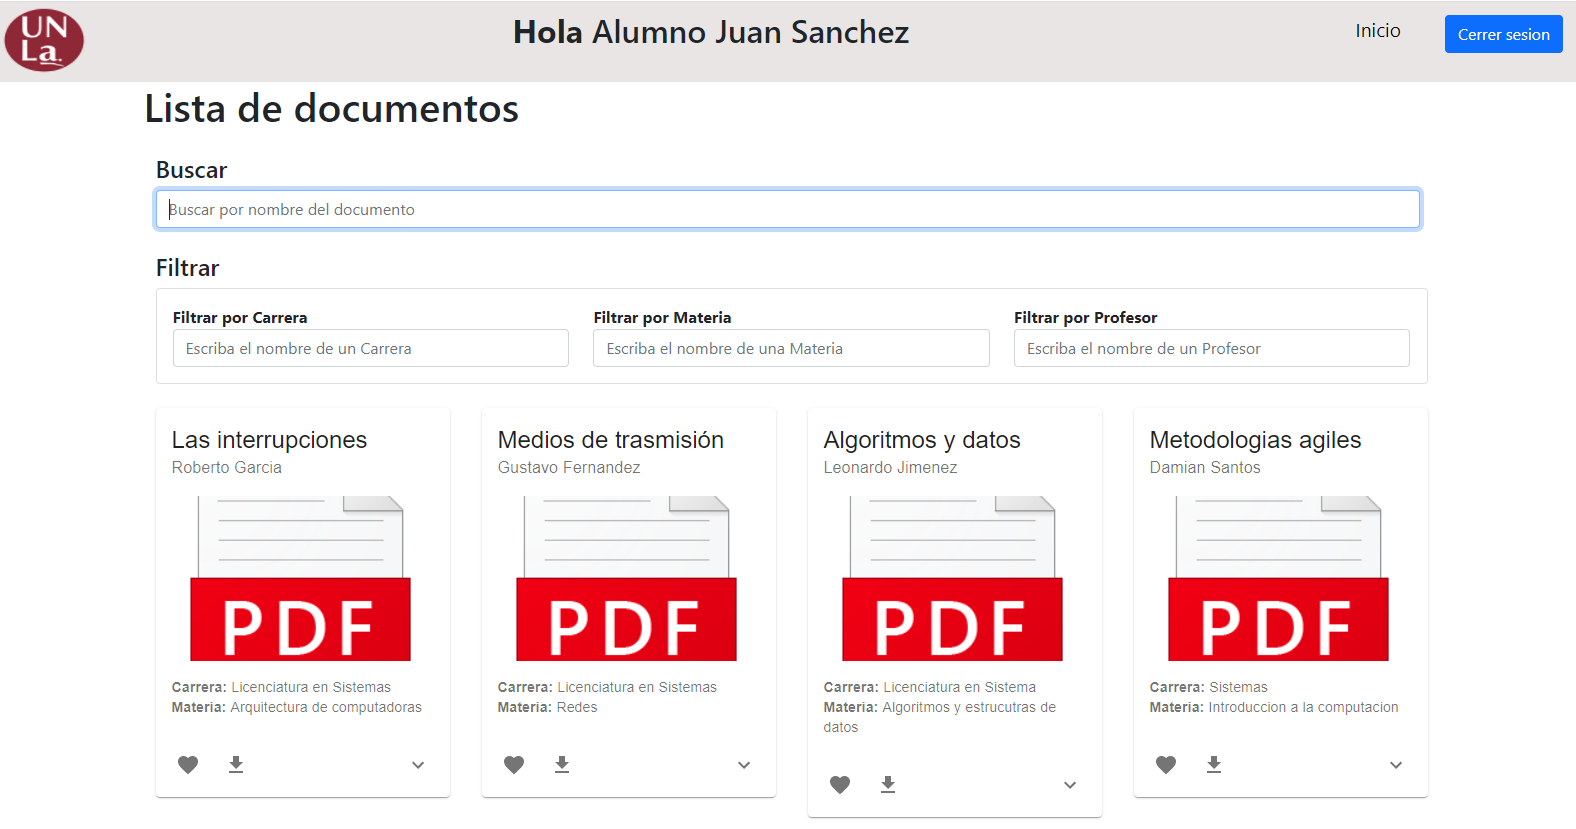 UN
La.
Hola Alumno Juan Sanchez
Inicio
Cerrer sesion
Lista de documentos
Buscar
Buscar por nombre del documento
Filtrar
Filtrar por Carrera
Filtrar por Materia
Filtrar por Profesor
Escriba el nombre de un Carrera
Escriba el nombre de una Materia
Escriba el nombre de un Profesor
Las interrupciones
Roberto Garcia
PDF
Carrera: Licenciatura en Sistemas
Materia: Arquitectura de computadoras
Medios de trasmisión
Gustavo Fernandez
PDF
Carrera: Licenciatura en Sistemas
Materia: Redes
Algoritmos y datos
Leonardo Jimenez
PDF
Carrera: Licenciatura en Sistema
Materia: Algoritmos y estrucutras de
datos
Metodologias agiles
Damian Santos
PDF
Carrera: Sistemas
Materia: Introduccion a la computacion